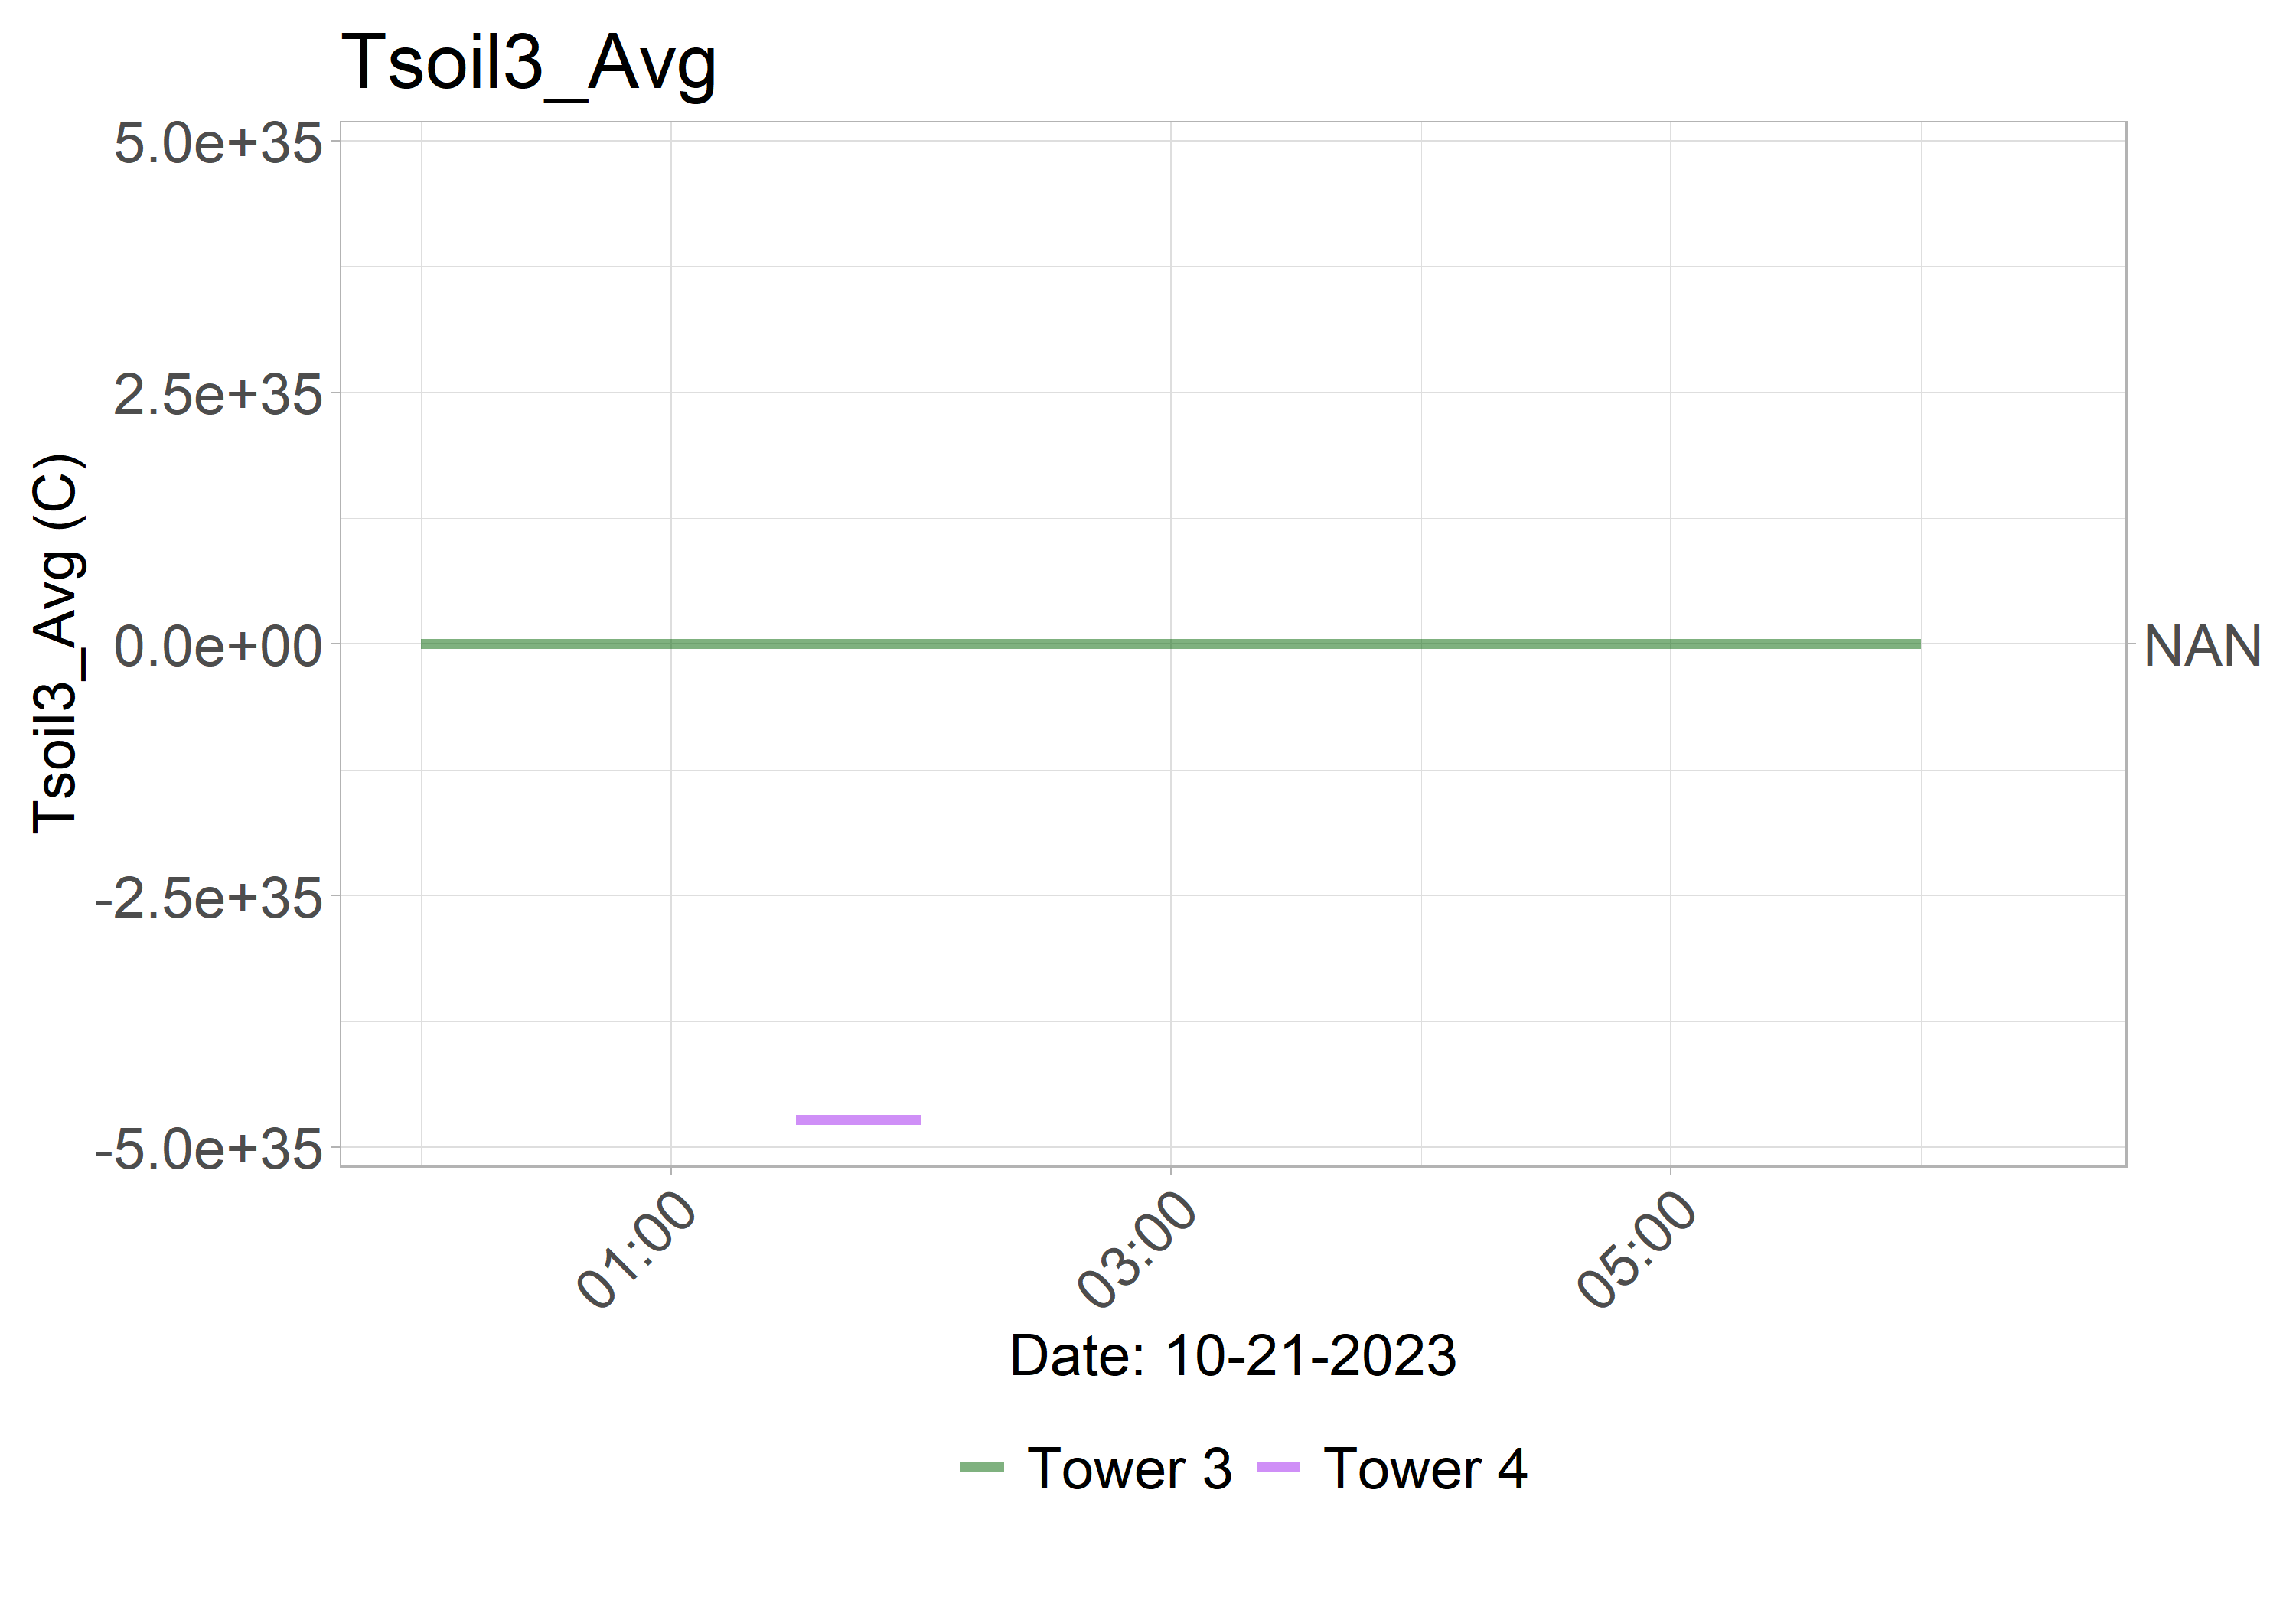 Tsoil3_Avg
5.0e+35
2.5e+35
0.0e+00
-2.5e+35
-5.0e+35
Tsoil3_Avg (C)
NAN
01:00
03:00
05:00
Date: 10-21-2023
Tower 3 Tower 4